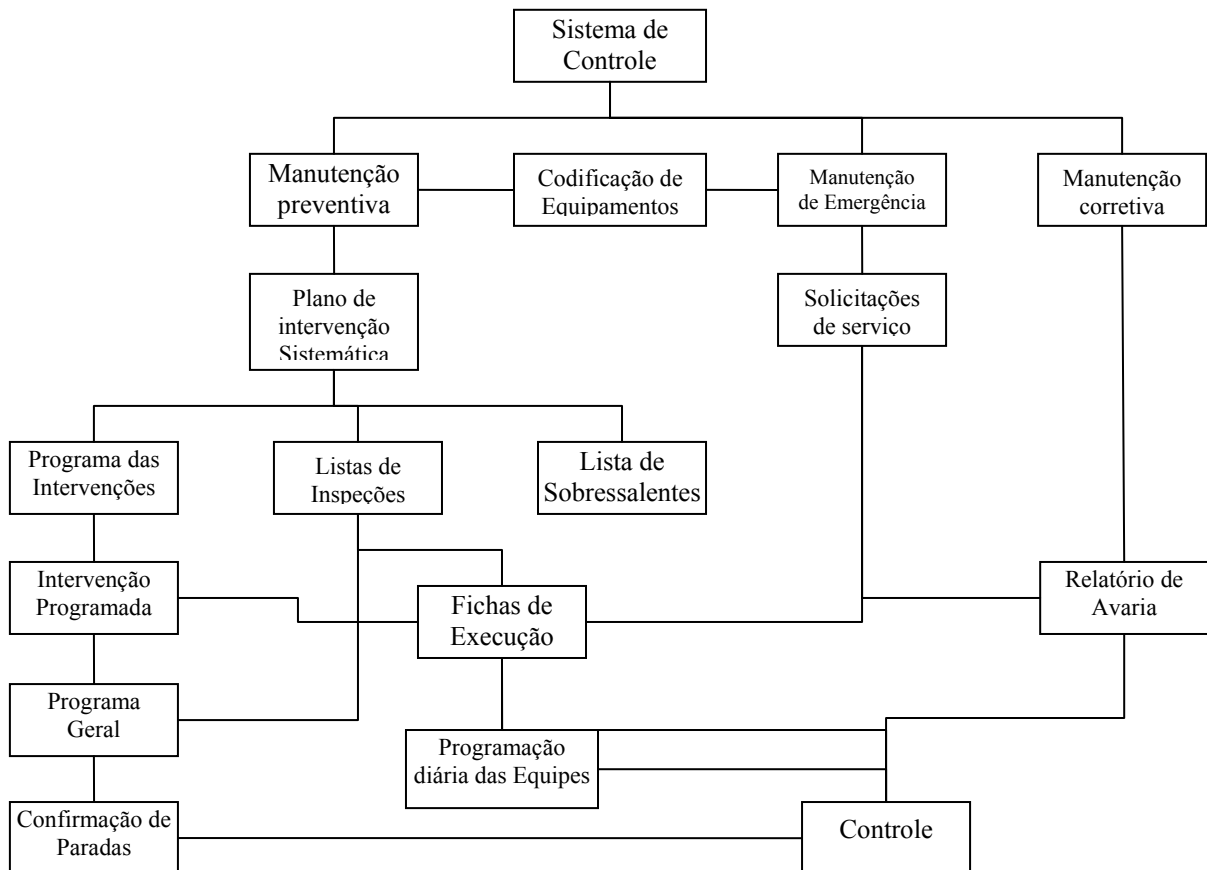 Sistema de
Controle
Manutenção
preventiva
Codificação de
Equipamentos
Manutenção
de Emergência
Manutenção
corretiva
Plano de
intervenção
Sistemática
Solicitações
de serviço
Programa das
Intervenções
Listas de
Inspeções
Lista de
Sobressalentes
Intervenção
Programada
Fichas de
Execução
Relatório de
Avaria
Programa
Geral
Programação
diária das Equipes
Confirmação de
Paradas
Controle